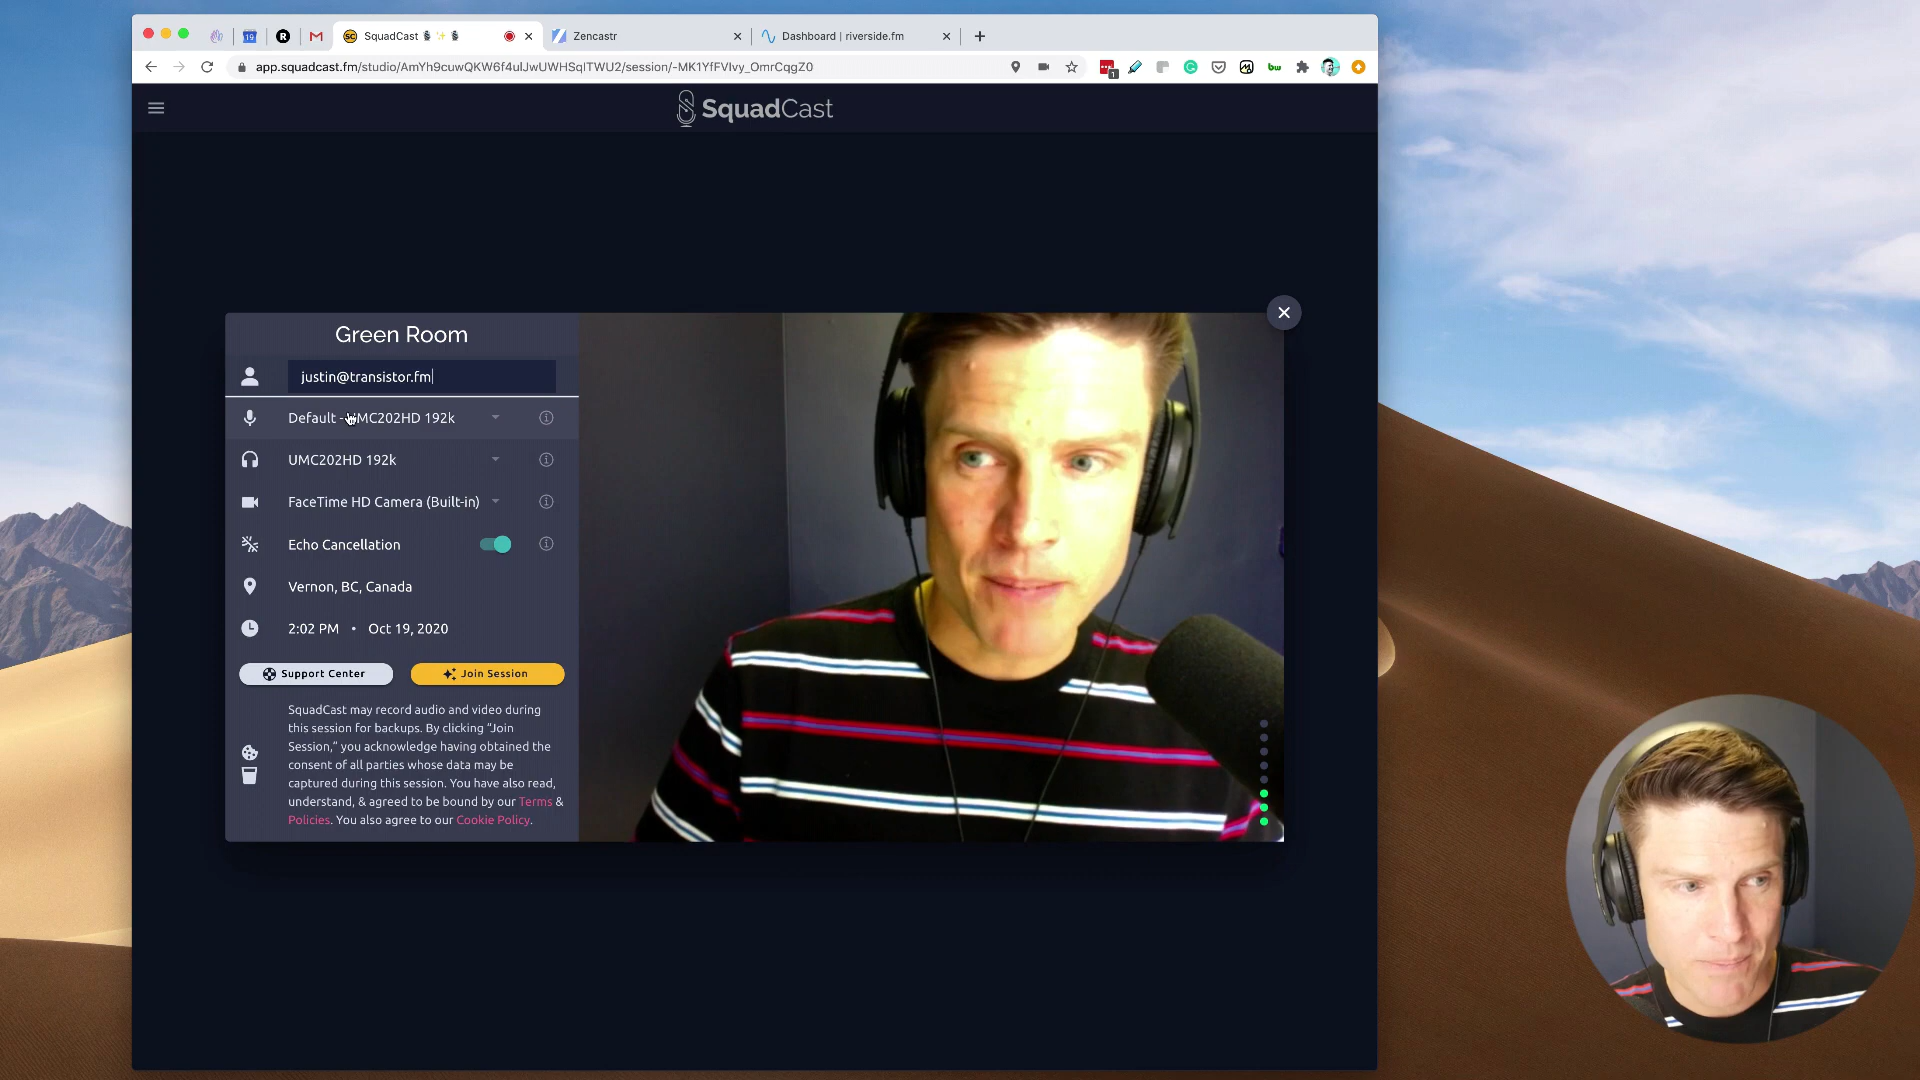 SquadCast
Zencastr
Dashboard | riverside.fm
app.squadcast.fm/studio/AmYh9cuwQKW6f4ulJwUWHSqITWU2/session/-MK1YfFVIvy_OmrCqgZ0
SquadCast
Green Room
justin@transistor.fm
Default - UMC202HD 192k
UMC202HD 192k
FaceTime HD Camera (Built-in)
Echo Cancellation
Vernon, BC, Canada
2:02 PM • Oct 19, 2020
Support Center
Join Session
SquadCast may record audio and video during
this session for backups. By clicking “Join
Session,” you acknowledge having obtained the
consent of all parties whose data may be
captured during this session. You have also read,
understand, & agreed to be bound by our Terms &
Policies. You also agree to our Cookie Policy.